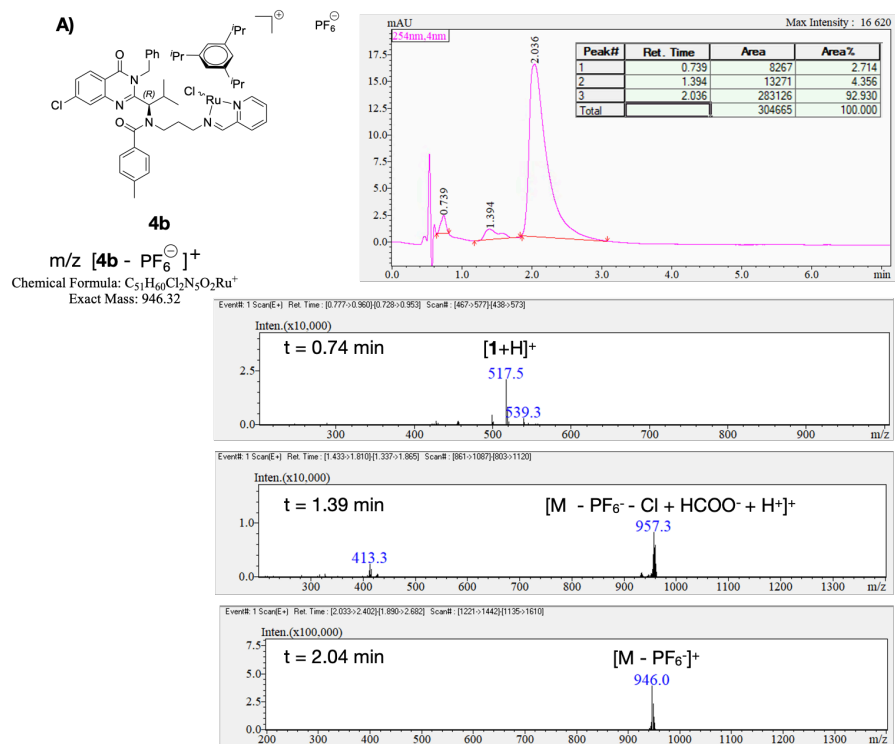 A)
iPr
iPr
iPr
⊕
PF6⊖
Ph
O
N
N
Cl
(R)
Cl
Ru
N
N
O
N
4b
m/z [4b - PF6⊖]+
Chemical Formula: C51H60Cl2N5O2Ru+
Exact Mass: 946.32
mAU
Max Intensity : 16 620
254nm,4nm
17.5
15.0
12.5
10.0
7.5
5.0
2.5
0.0
0.739
1.394
2.036
Peak# Ret. Time Area Area%
1 0.739 8267 2.714
2 1.394 13271 4.356
3 2.036 283126 92.930
Total 304665 100.000
0.0 1.0 2.0 3.0 4.0 5.0 6.0 min
Event#: 1 Scan(E+) Ret. Time : [0.777->0.960]-[0.728->0.953] Scan# : [467->577]-[438->573]
Inten.(x10,000)
t = 0.74 min
[1+H]+
2.5
517.5
539.3
0.0
300 400 500 600 700 800 900 m/z
Event#: 1 Scan(E+) Ret. Time : [1.433->1.810]-[1.337->1.865] Scan# : [861->1087]-[803->1120]
Inten.(x10,000)
t = 1.39 min
[M - PF6- - Cl + HCOO- + H+]+
1.0
957.3
413.3
0.0
300 400 500 600 700 800 900 1000 1100 1200 1300 m/z
Event#: 1 Scan(E+) Ret. Time : [2.033->2.402]-[1.890->2.682] Scan# : [1221->1442]-[1135->1610]
Inten.(x100,000)
7.5
t = 2.04 min
[M - PF6-]+
5.0
946.0
2.5
0.0
200 300 400 500 600 700 800 900 1000 1100 1200 1300 m/z